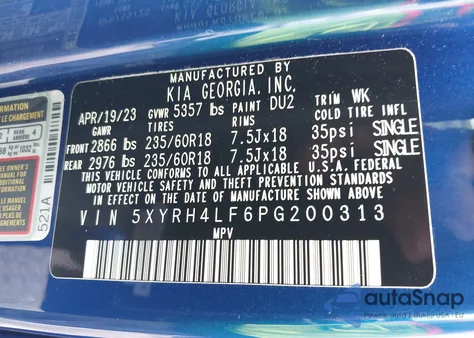 MANUFACTURED BY
KIA GEORGIA, INC.
APR/19/23 GVWR 5357 lbs PAINT DU2 TRIM WK
GAWR TIRES RIMS COLD TIRE INFL
FRONT 2866 lbs 235/60R18 7.5Jx18 35psi SINGLE
REAR 2976 lbs 235/60R18 7.5Jx18 35psi SINGLE
THIS VEHICLE CONFORMS TO ALL APPLICABLE U.S. FEDERAL
MOTOR VEHICLE SAFETY AND THEFT PREVENTION STANDARDS
IN EFFECT ON THE DATE OF MANUFACTURE SHOWN ABOVE.
VIN 5XYRH4LF6PG200313
MPV
521A
autoSnap